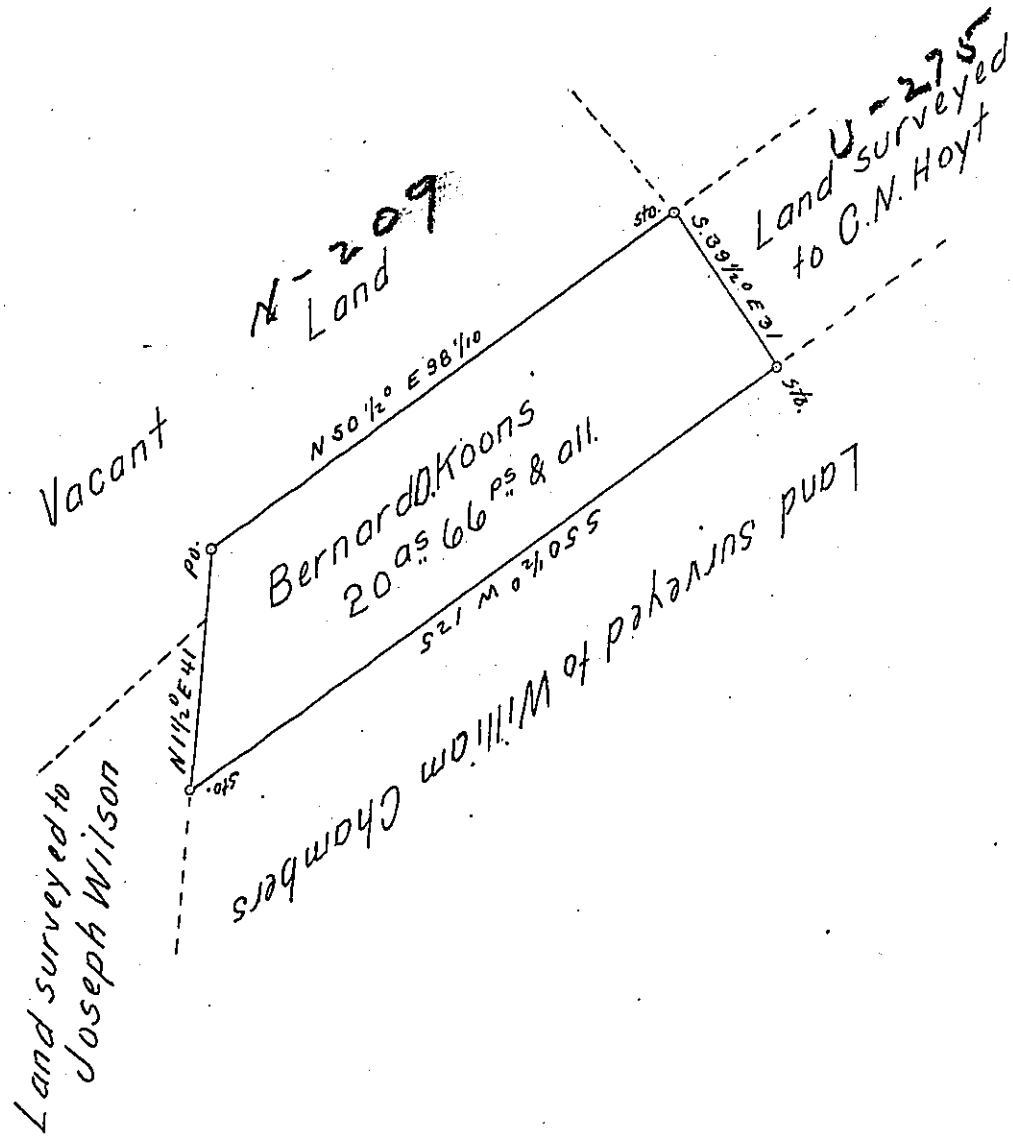 U-295
Land surveyed
to C.N. Hoyt
N-209
Vacant Land
sto.
S.39½° E 31
sto.
N 50½° E 98 1/10
Bernard D. Koons
20 as 66 ps & all.
S 50½° W 125
po.
N 1½° E 41
sto.
Land surveyed to William Chambers
Land surveyed to
Joseph Wilson